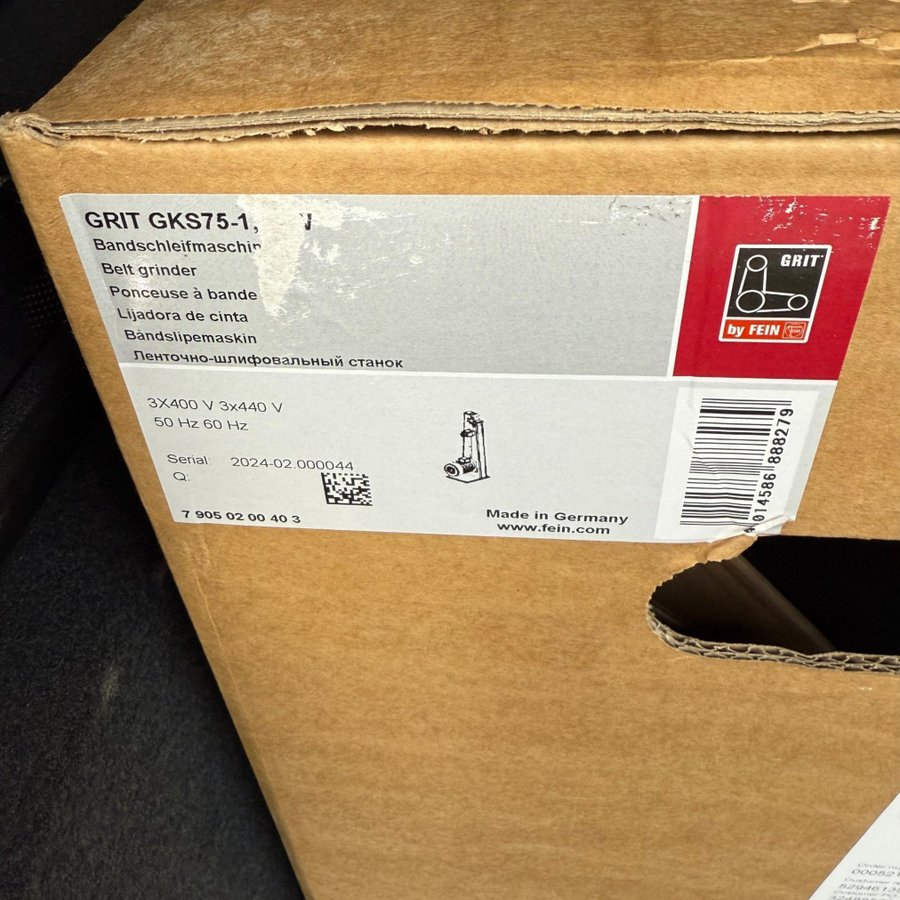 GRIT GKS75-1,
Bandschleifmaschin
Belt grinder
Ponceuse à bande
Lijadora de cinta
Bandslipemaskin
Ленточно-шлифовальный станок
GRIT
by FEIN
3X400 V 3x440 V
50 Hz 60 Hz
Serial: 2024-02.000044
Q:
7 905 02 00 40 3
Made in Germany
www.fein.com
014586 888279